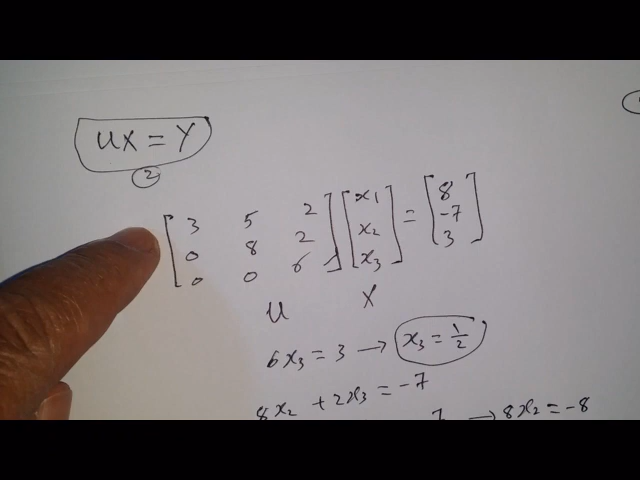 UX = Y
2
[3 5 2] [x1] = [8]
[0 8 2] [x2] [-7]
[0 0 6] [x3] [3]
U X
6x3 = 3 → x3 = 1/2
8x2 + 2x3 = -7
→ 8x2 = -8